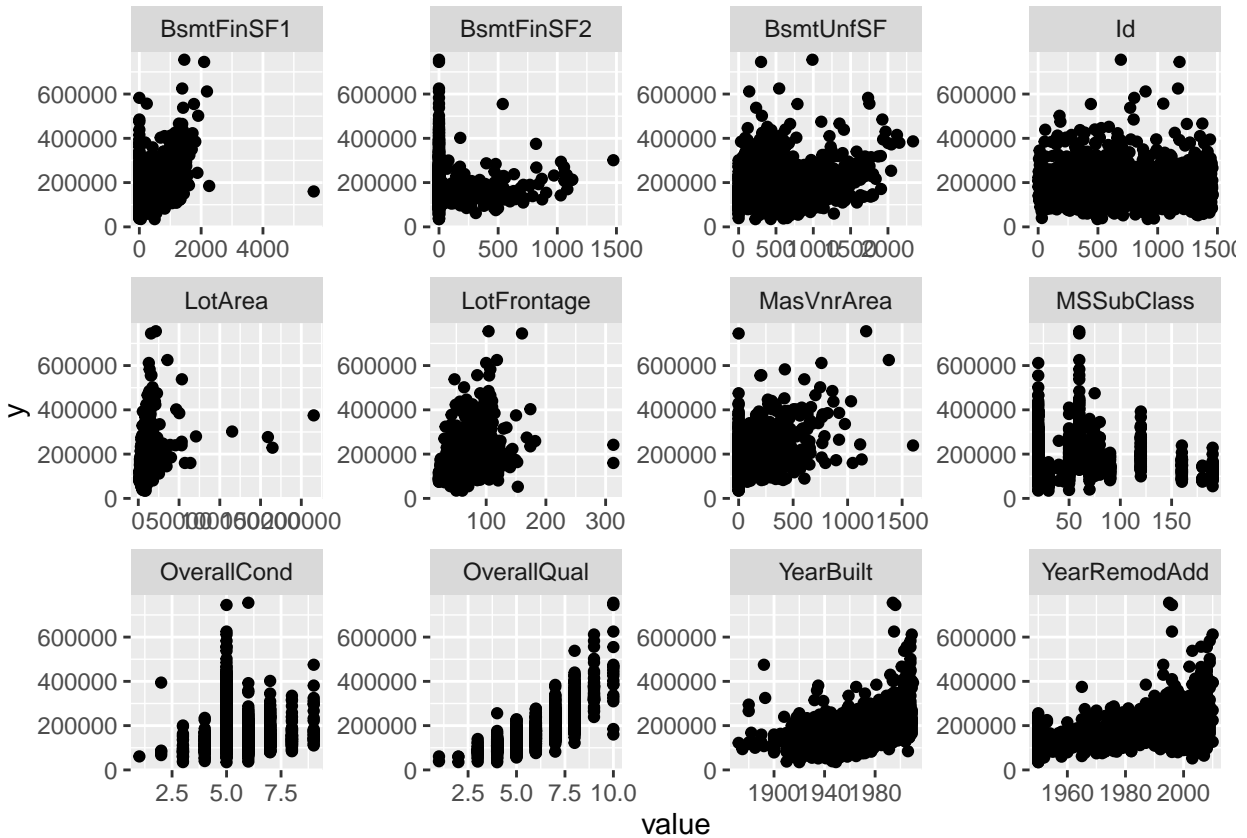 BsmtFinSF1 BsmtFinSF2 BsmtUnfSF Id
600000 600000 600000 600000
400000 400000 400000 400000
200000 200000 200000 200000
0 0 0 0
0 2000 4000 0 500 1000 1500 0 500 1000 1500 2000 0 500 1000 1500
LotArea LotFrontage MasVnrArea MSSubClass
600000 600000 600000 600000
400000 400000 400000 400000
y
200000 200000 200000 200000
0 0 0 0
0 50000 100000 150000 200000 100 200 300 0 500 1000 1500 50 100 150
OverallCond OverallQual YearBuilt YearRemodAdd
600000 600000 600000 600000
400000 400000 400000 400000
200000 200000 200000 200000
0 0 0 0
2.5 5.0 7.5 2.5 5.0 7.5 10.0 1900 1940 1980 1960 1980 2000
value